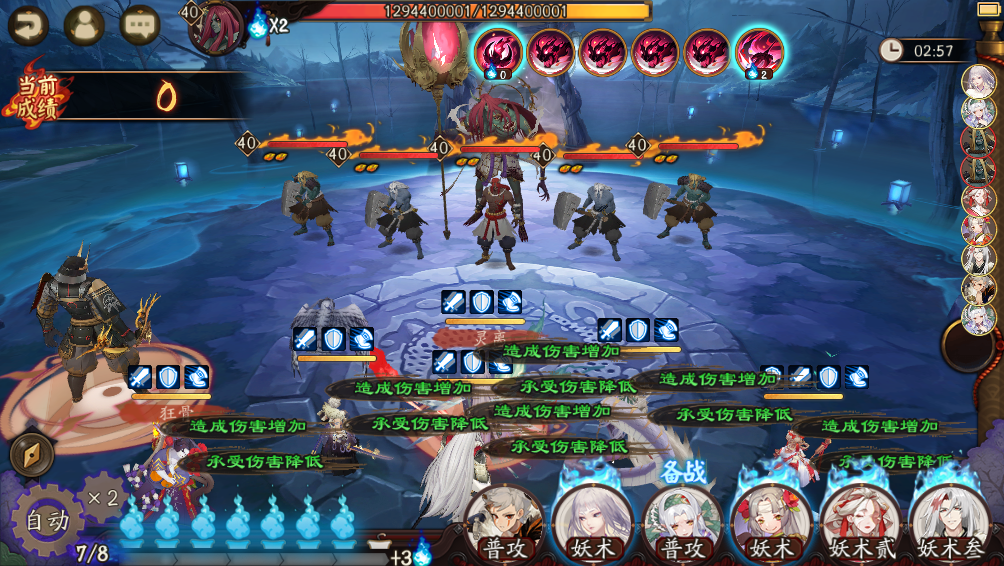 40
X2
1294400001/1294400001
0
2
02:57
当前
成绩
0
40
40
40
40
40
灵巫
造成伤害增加
造成伤害增加
造成伤害增加
承受伤害降低
狂骨
造成伤害增加
承受伤害降低
造成伤害增加
承受伤害降低
造成伤害增加
承受伤害降低
承受伤害降低
承受伤害降低
备战
自动
×2
7/8
+3
普攻
妖术
普攻
妖术
妖术贰
妖术叁